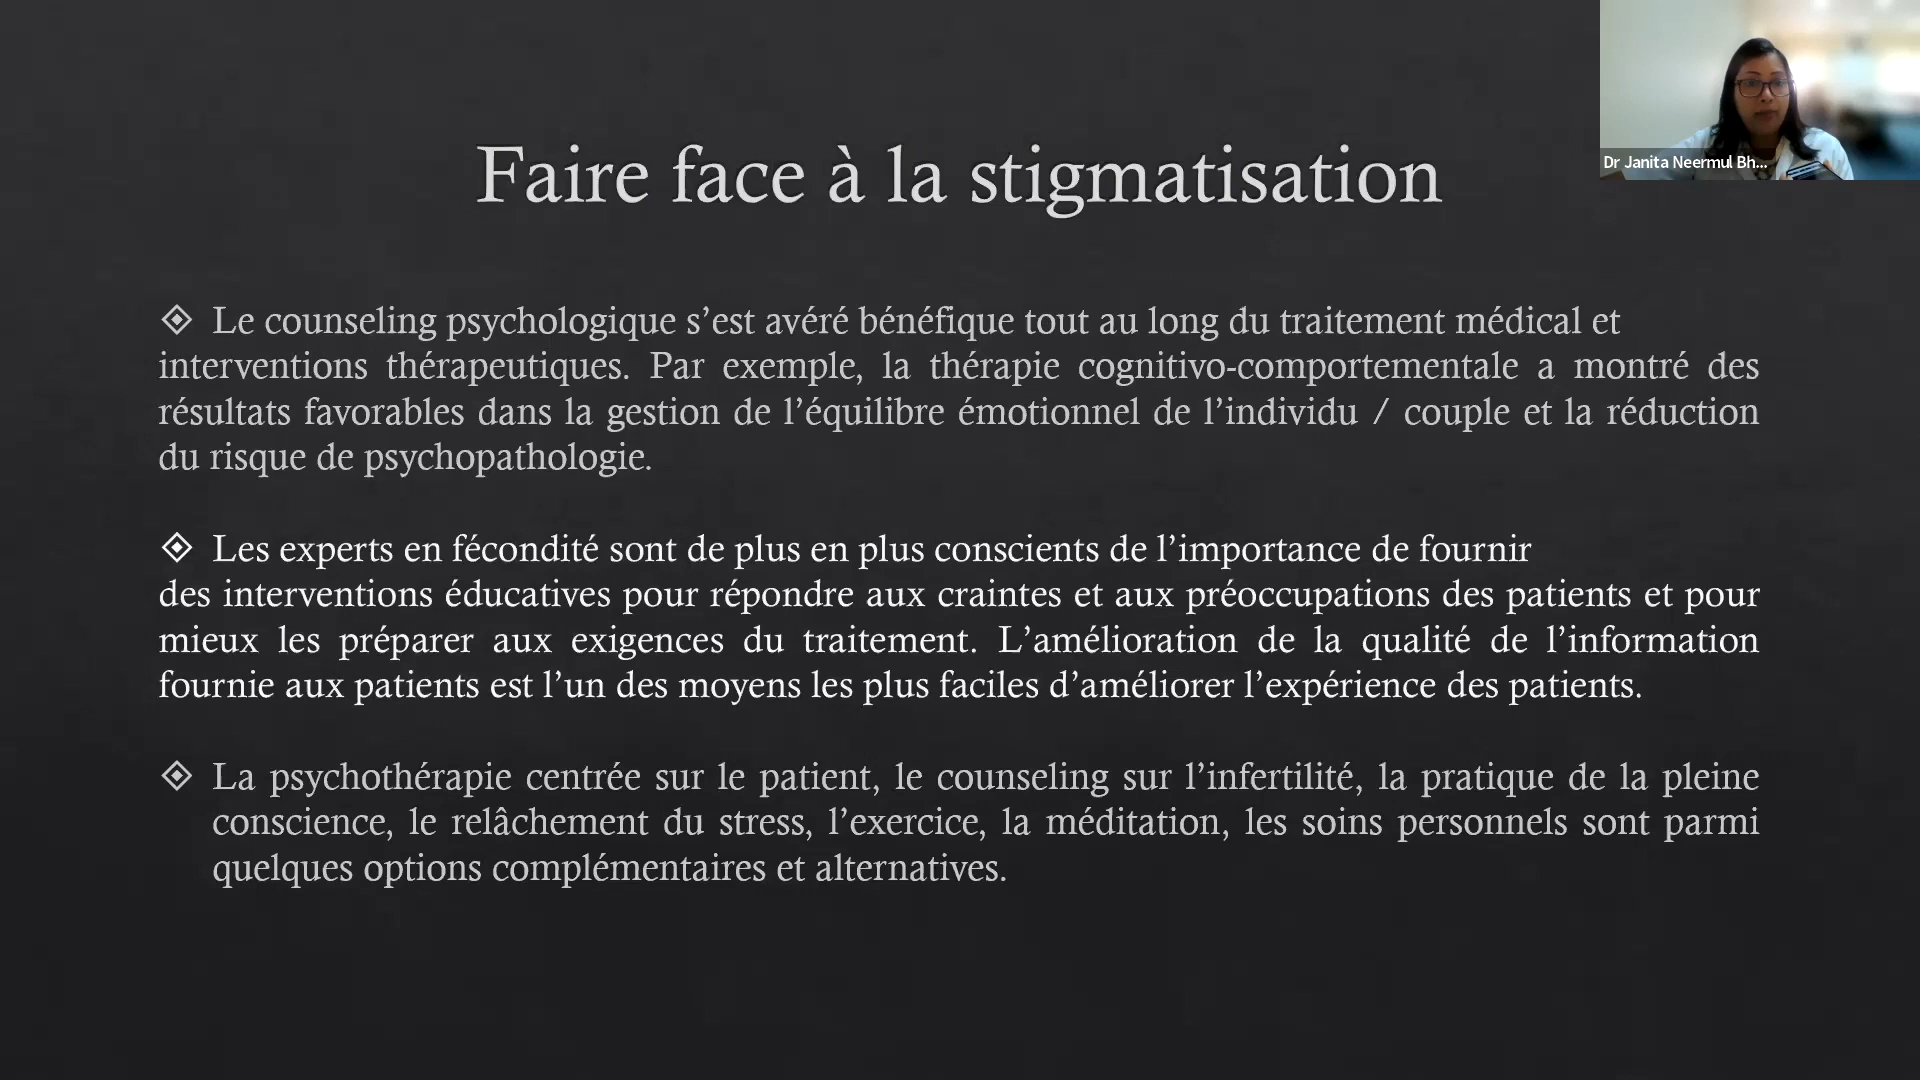 Dr Janita Neermul Bh...
Faire face à la stigmatisation
Le counseling psychologique s’est avéré bénéfique tout au long du traitement médical et
interventions thérapeutiques. Par exemple, la thérapie cognitivo-comportementale a montré des
résultats favorables dans la gestion de l’équilibre émotionnel de l’individu / couple et la réduction
du risque de psychopathologie.
Les experts en fécondité sont de plus en plus conscients de l’importance de fournir
des interventions éducatives pour répondre aux craintes et aux préoccupations des patients et pour
mieux les préparer aux exigences du traitement. L’amélioration de la qualité de l’information
fournie aux patients est l’un des moyens les plus faciles d’améliorer l’expérience des patients.
La psychothérapie centrée sur le patient, le counseling sur l’infertilité, la pratique de la pleine
conscience, le relâchement du stress, l’exercice, la méditation, les soins personnels sont parmi
quelques options complémentaires et alternatives.